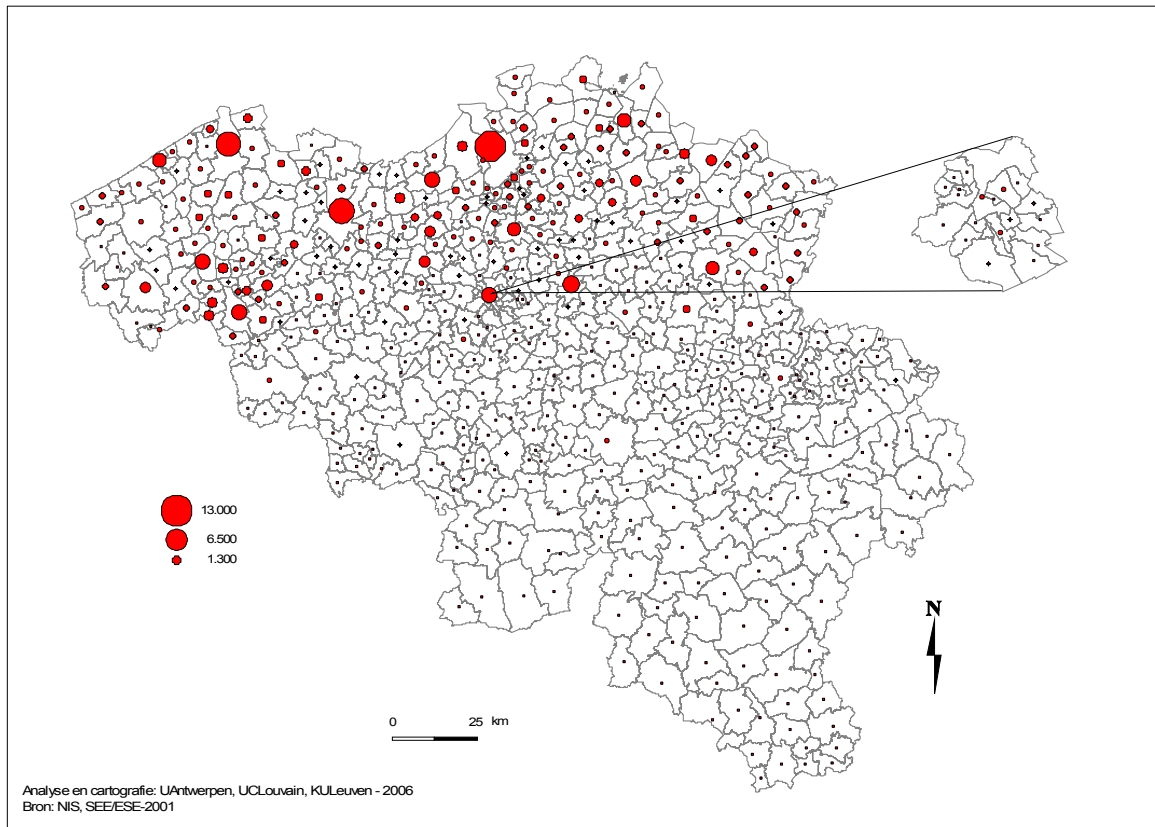 13.000
6.500
1.300
N
0 25 km
Analyse en cartografie: UAntwerpen, UCLouvain, KULeuven - 2006
Bron: NIS, SEE/ESE-2001